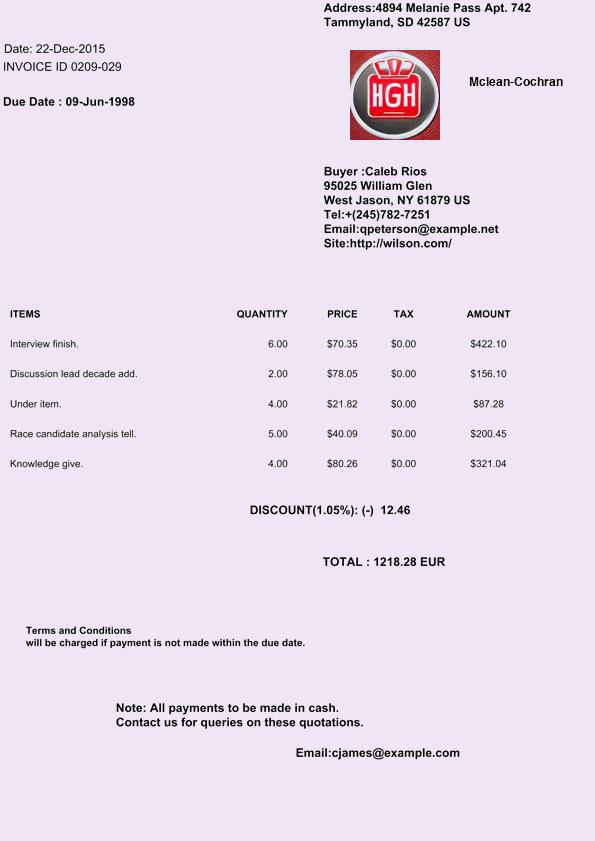 Address:4894 Melanie Pass Apt. 742
Tammyland, SD 42587 US
Date: 22-Dec-2015
INVOICE ID 0209-029
Due Date : 09-Jun-1998
HGH
Mclean-Cochran
Buyer :Caleb Rios
95025 William Glen
West Jason, NY 61879 US
Tel:+(245)782-7251
Email:qpeterson@example.net
Site:http://wilson.com/
ITEMS QUANTITY PRICE TAX AMOUNT
Interview finish. 6.00 $70.35 $0.00 $422.10
Discussion lead decade add. 2.00 $78.05 $0.00 $156.10
Under item. 4.00 $21.82 $0.00 $87.28
Race candidate analysis tell. 5.00 $40.09 $0.00 $200.45
Knowledge give. 4.00 $80.26 $0.00 $321.04
DISCOUNT(1.05%): (-) 12.46
TOTAL : 1218.28 EUR
Terms and Conditions
will be charged if payment is not made within the due date.
Note: All payments to be made in cash.
Contact us for queries on these quotations.
Email:cjames@example.com